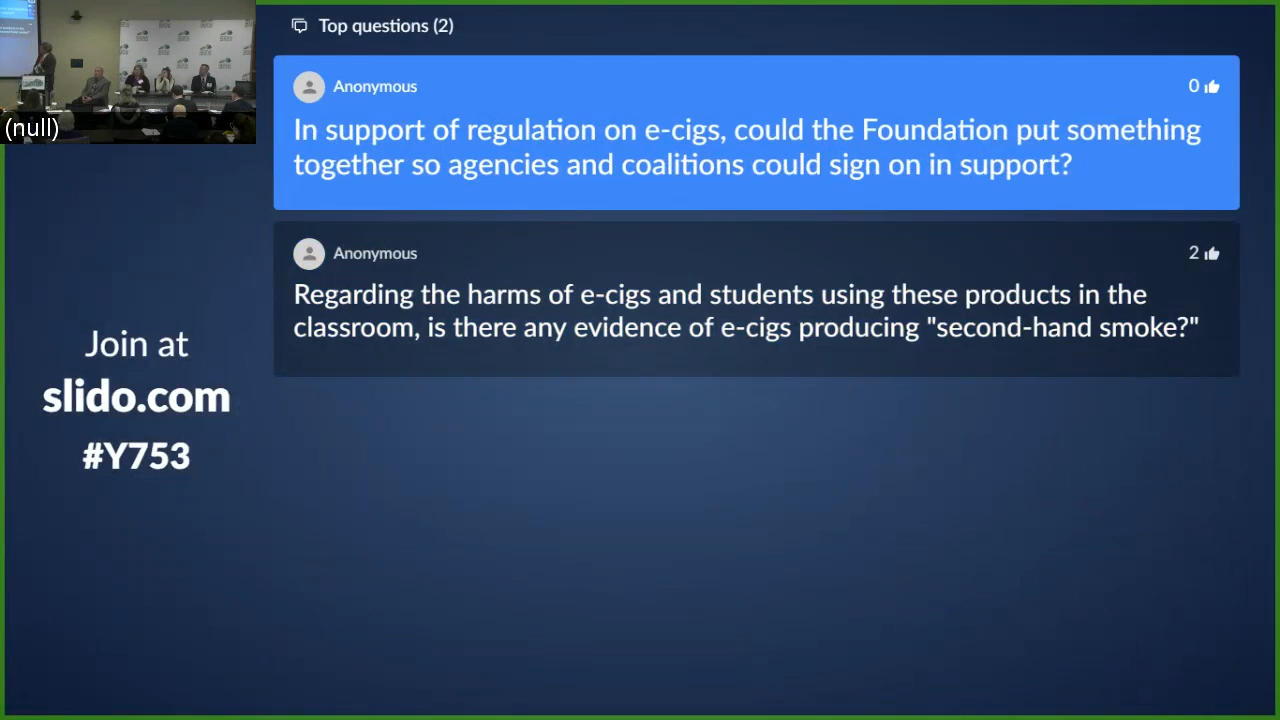 Top questions (2)
Anonymous
0
In support of regulation on e-cigs, could the Foundation put something
together so agencies and coalitions could sign on in support?
Anonymous
2
Regarding the harms of e-cigs and students using these products in the
classroom, is there any evidence of e-cigs producing "second-hand smoke?"
(null)
Join at
slido.com
#Y753